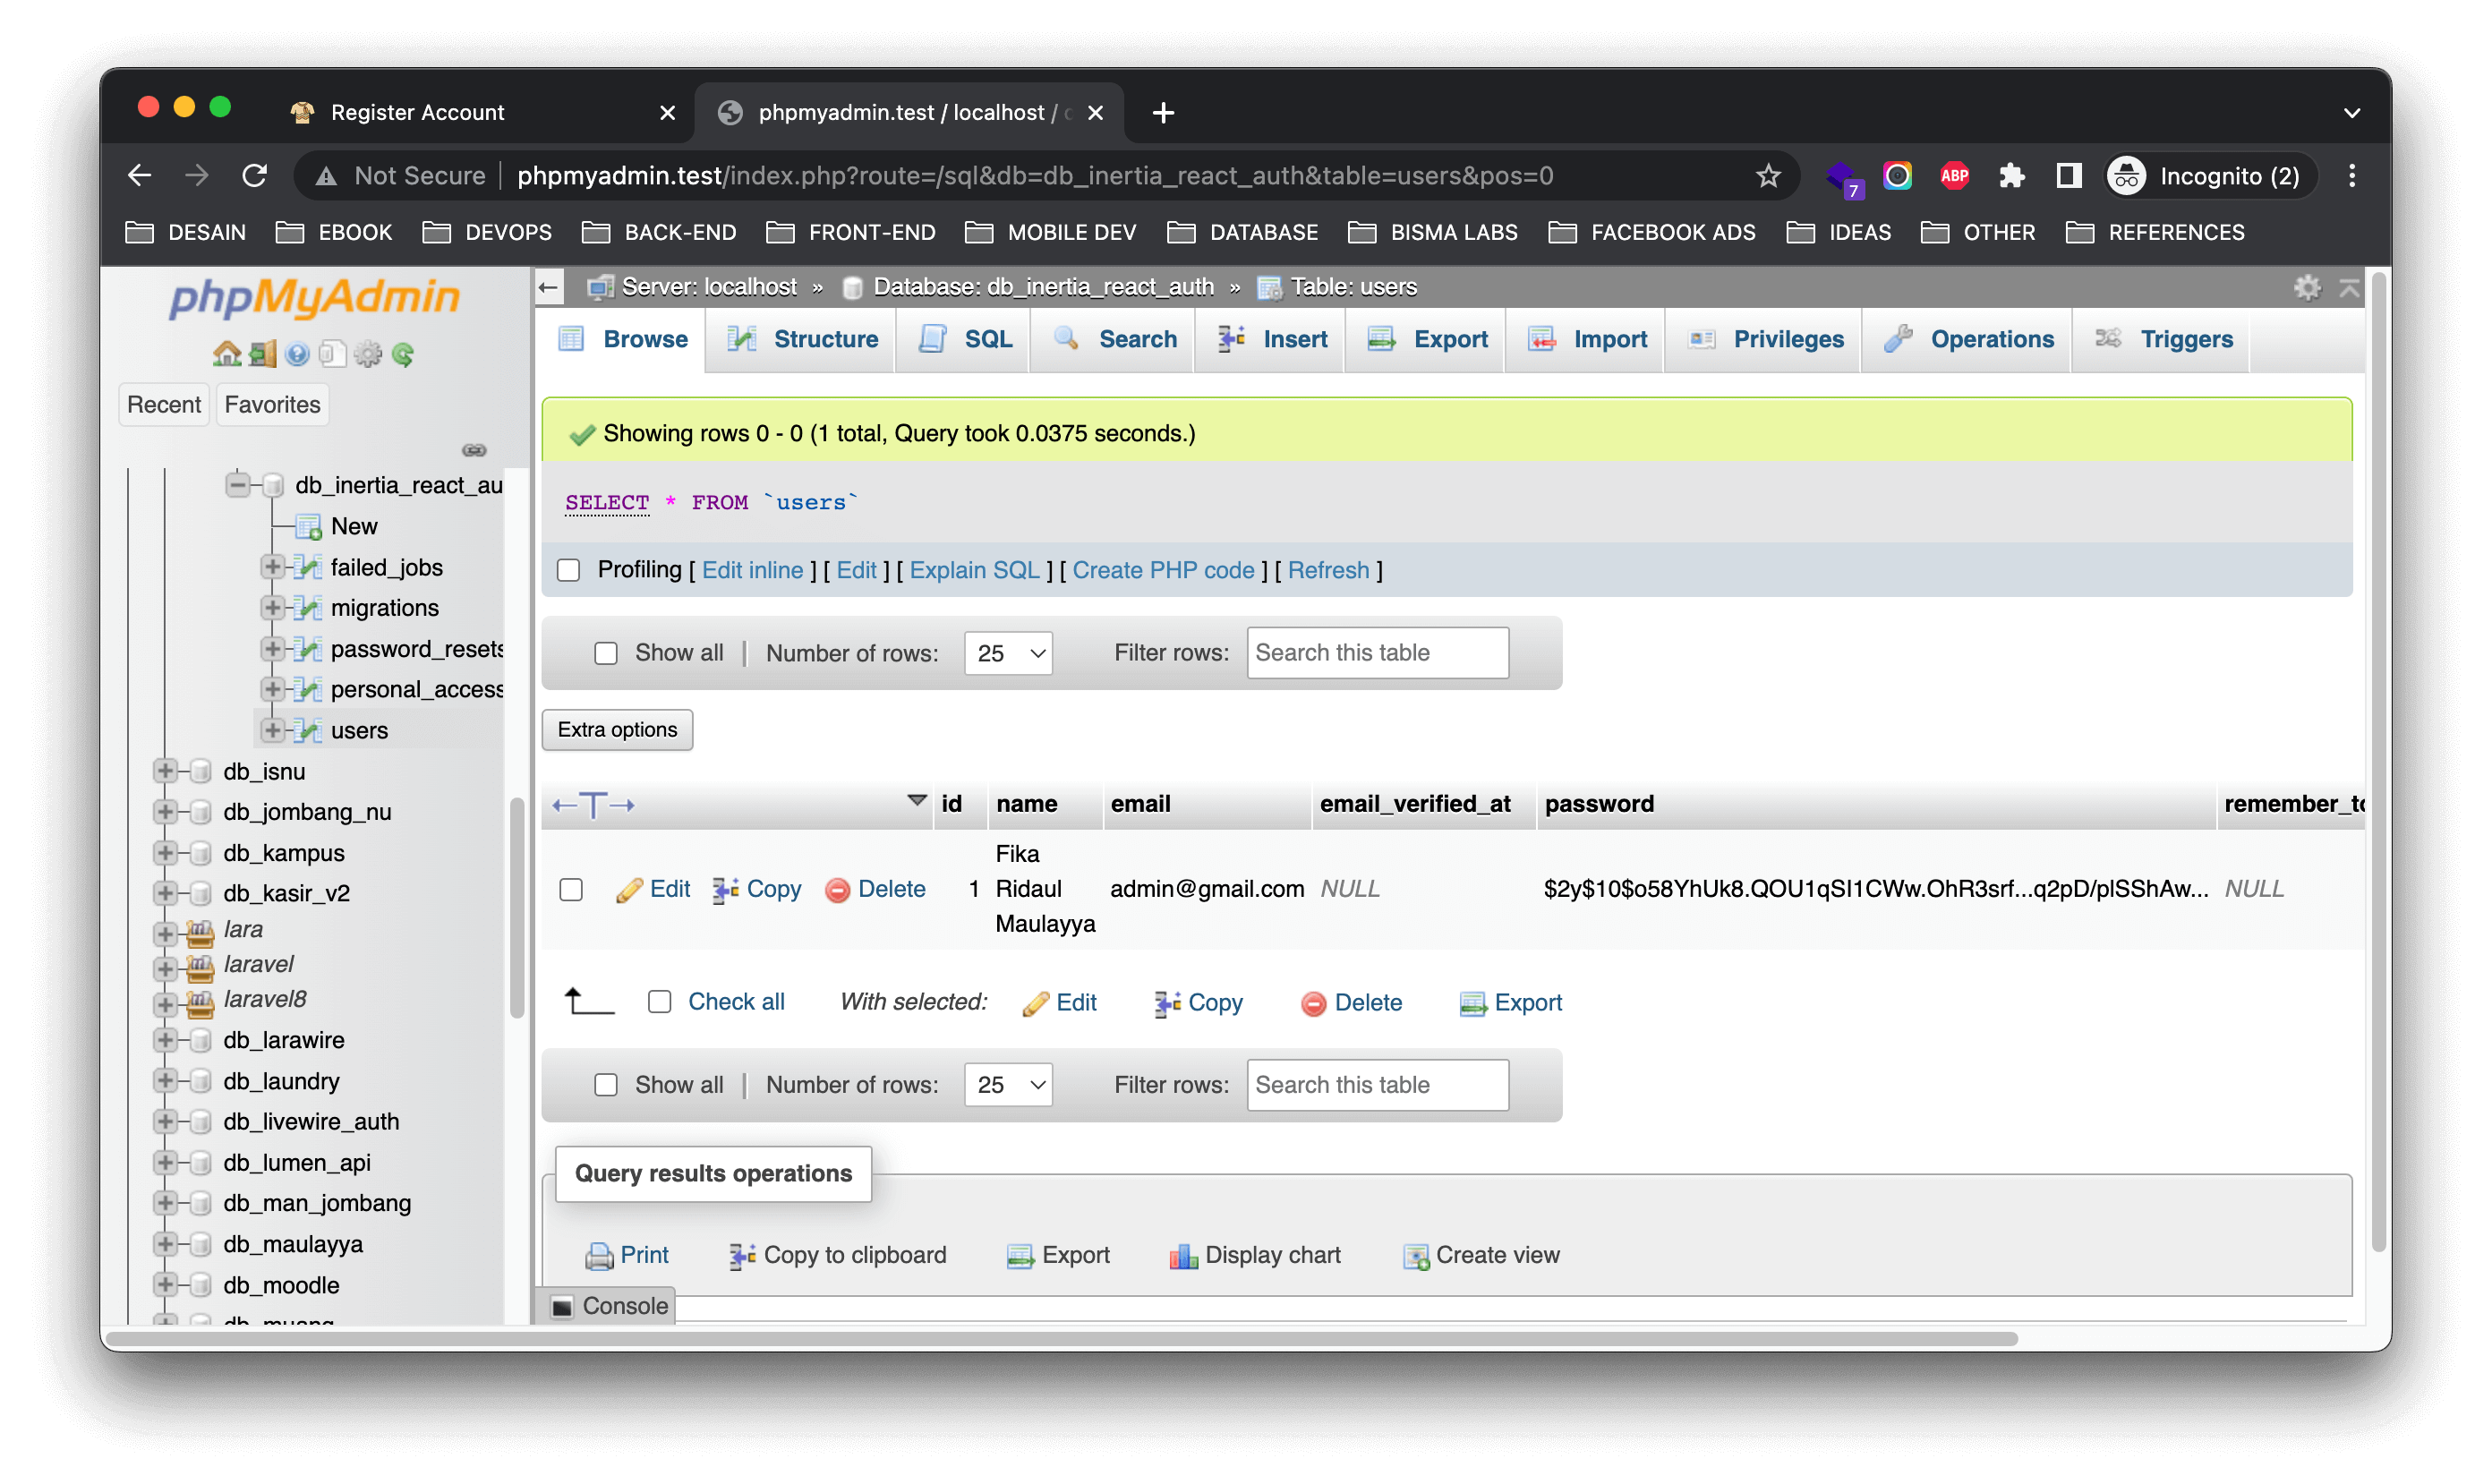 Register Account
phpmyadmin.test / localhost /
Not Secure phpmyadmin.test/index.php?route=/sql&db=db_inertia_react_auth&table=users&pos=0
7
ABP
Incognito (2)
DESAIN EBOOK DEVOPS BACK-END FRONT-END MOBILE DEV DATABASE BISMA LABS FACEBOOK ADS IDEAS OTHER REFERENCES
phpMyAdmin
Recent Favorites
db_inertia_react_au
New
failed_jobs
migrations
password_resets
personal_access
users
db_isnu
db_jombang_nu
db_kampus
db_kasir_v2
lara
laravel
laravel8
db_larawire
db_laundry
db_livewire_auth
db_lumen_api
db_man_jombang
db_maulayya
db_moodle
Server: localhost » Database: db_inertia_react_auth » Table: users
Browse Structure SQL Search Insert Export Import Privileges Operations Triggers
Showing rows 0 - 0 (1 total, Query took 0.0375 seconds.)
SELECT * FROM `users`
Profiling [ Edit inline ] [ Edit ] [ Explain SQL ] [ Create PHP code ] [ Refresh ]
Show all | Number of rows: 25 Filter rows: Search this table
Extra options
←T→ id name email email_verified_at password remember_to
Edit Copy Delete 1 Fika Ridaul Maulayya admin@gmail.com NULL $2y$10$o58YhUk8.QOU1qSI1CWw.OhR3srf...q2pD/plSShAw... NULL
Check all With selected: Edit Copy Delete Export
Show all | Number of rows: 25 Filter rows: Search this table
Query results operations
Print Copy to clipboard Export Display chart Create view
Console